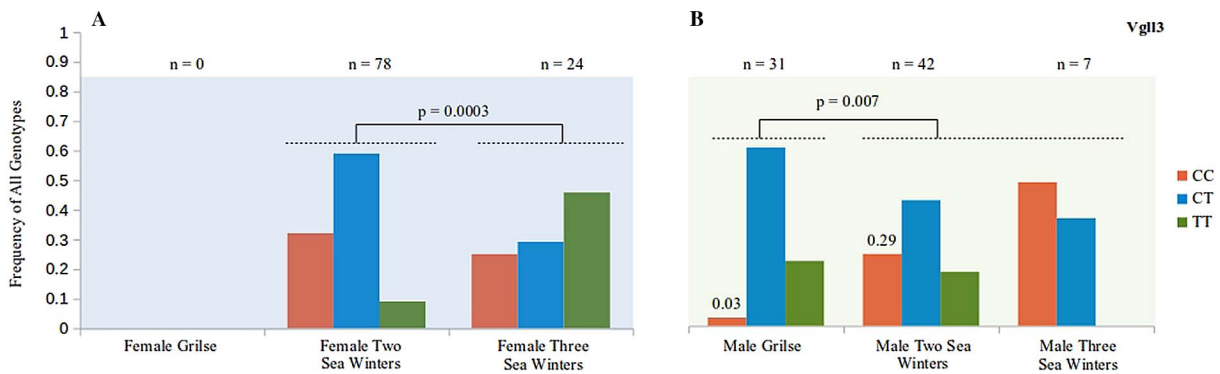 A
B
Vgll3
Frequency of All Genotypes
1
0.9
0.8
0.7
0.6
0.5
0.4
0.3
0.2
0.1
0
n = 0
n = 78
n = 24
p = 0.0003
Female Grilse
Female Two
Sea Winters
Female Three
Sea Winters
n = 31
n = 42
n = 7
p = 0.007
0.03
0.29
Male Grilse
Male Two Sea
Winters
Male Three
Sea Winters
CC
CT
TT